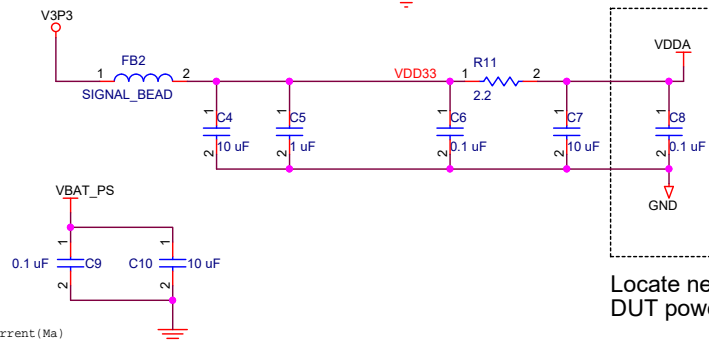 V3P3
VDDA
FB2
R11
1
2
VDD33
1
2
SIGNAL_BEAD
2.2
1
C4
1
C5
1
C6
1
C7
1
C8
2
10 uF
2
1 uF
2
0.1 uF
2
10 uF
2
0.1 uF
VBAT_PS
GND
1
1
0.1 uF
C9
C10
10 uF
2
2
Locate ne
DUT powe
rrent(Ma)